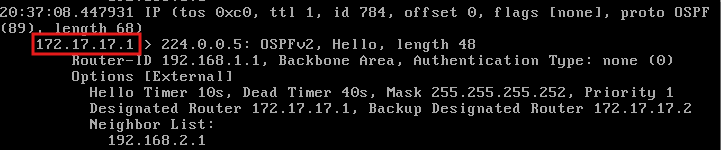 20:37:08.447931 IP (tos 0xc0, ttl 1, id 784, offset 0, flags [none], proto OSPF
(89), length 68)
172.17.17.1 > 224.0.0.5: OSPFv2, Hello, length 48
Router-ID 192.168.1.1, Backbone Area, Authentication Type: none (0)
Options [External]
Hello Timer 10s, Dead Timer 40s, Mask 255.255.255.252, Priority 1
Designated Router 172.17.17.1, Backup Designated Router 172.17.17.2
Neighbor List:
192.168.2.1